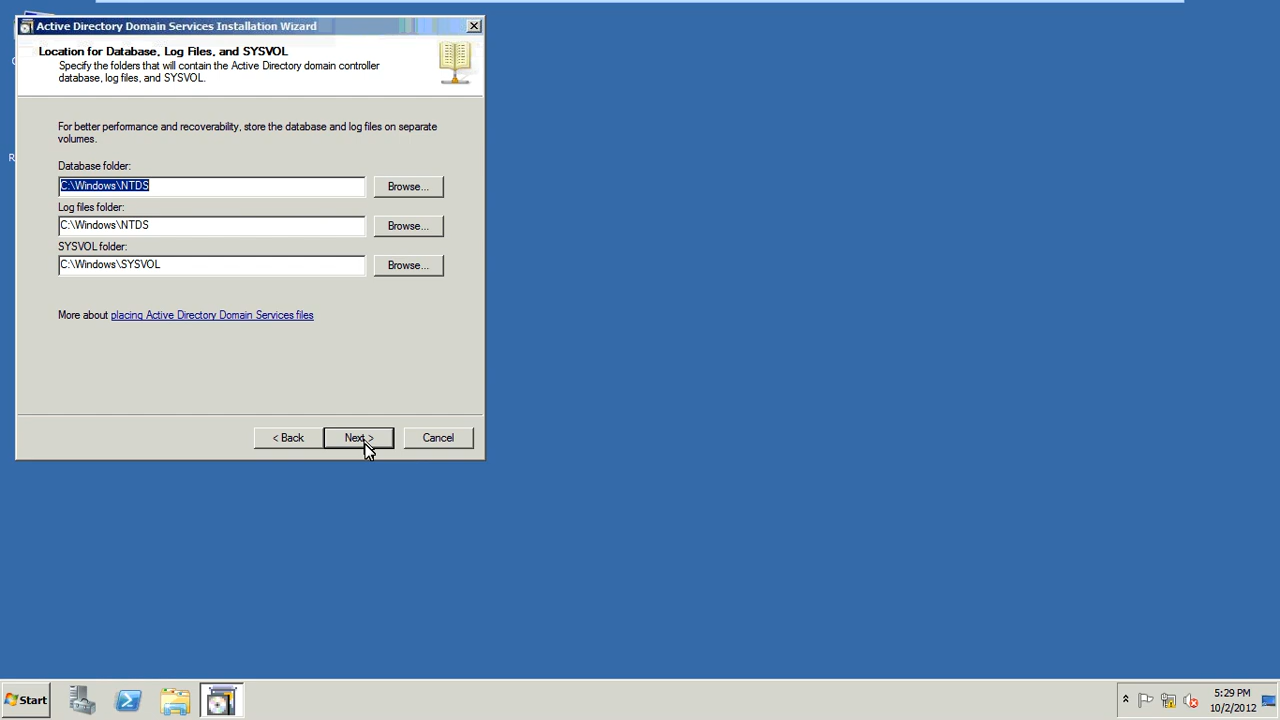 Active Directory Domain Services Installation Wizard
Location for Database, Log Files, and SYSVOL
Specify the folders that will contain the Active Directory domain controller
database, log files, and SYSVOL.
For better performance and recoverability, store the database and log files on separate
volumes.
Database folder:
C:\Windows\NTDS
Browse...
Log files folder:
C:\Windows\NTDS
Browse...
SYSVOL folder:
C:\Windows\SYSVOL
Browse...
More about placing Active Directory Domain Services files
< Back
Next >
Cancel
Start
5:29 PM
10/2/2012